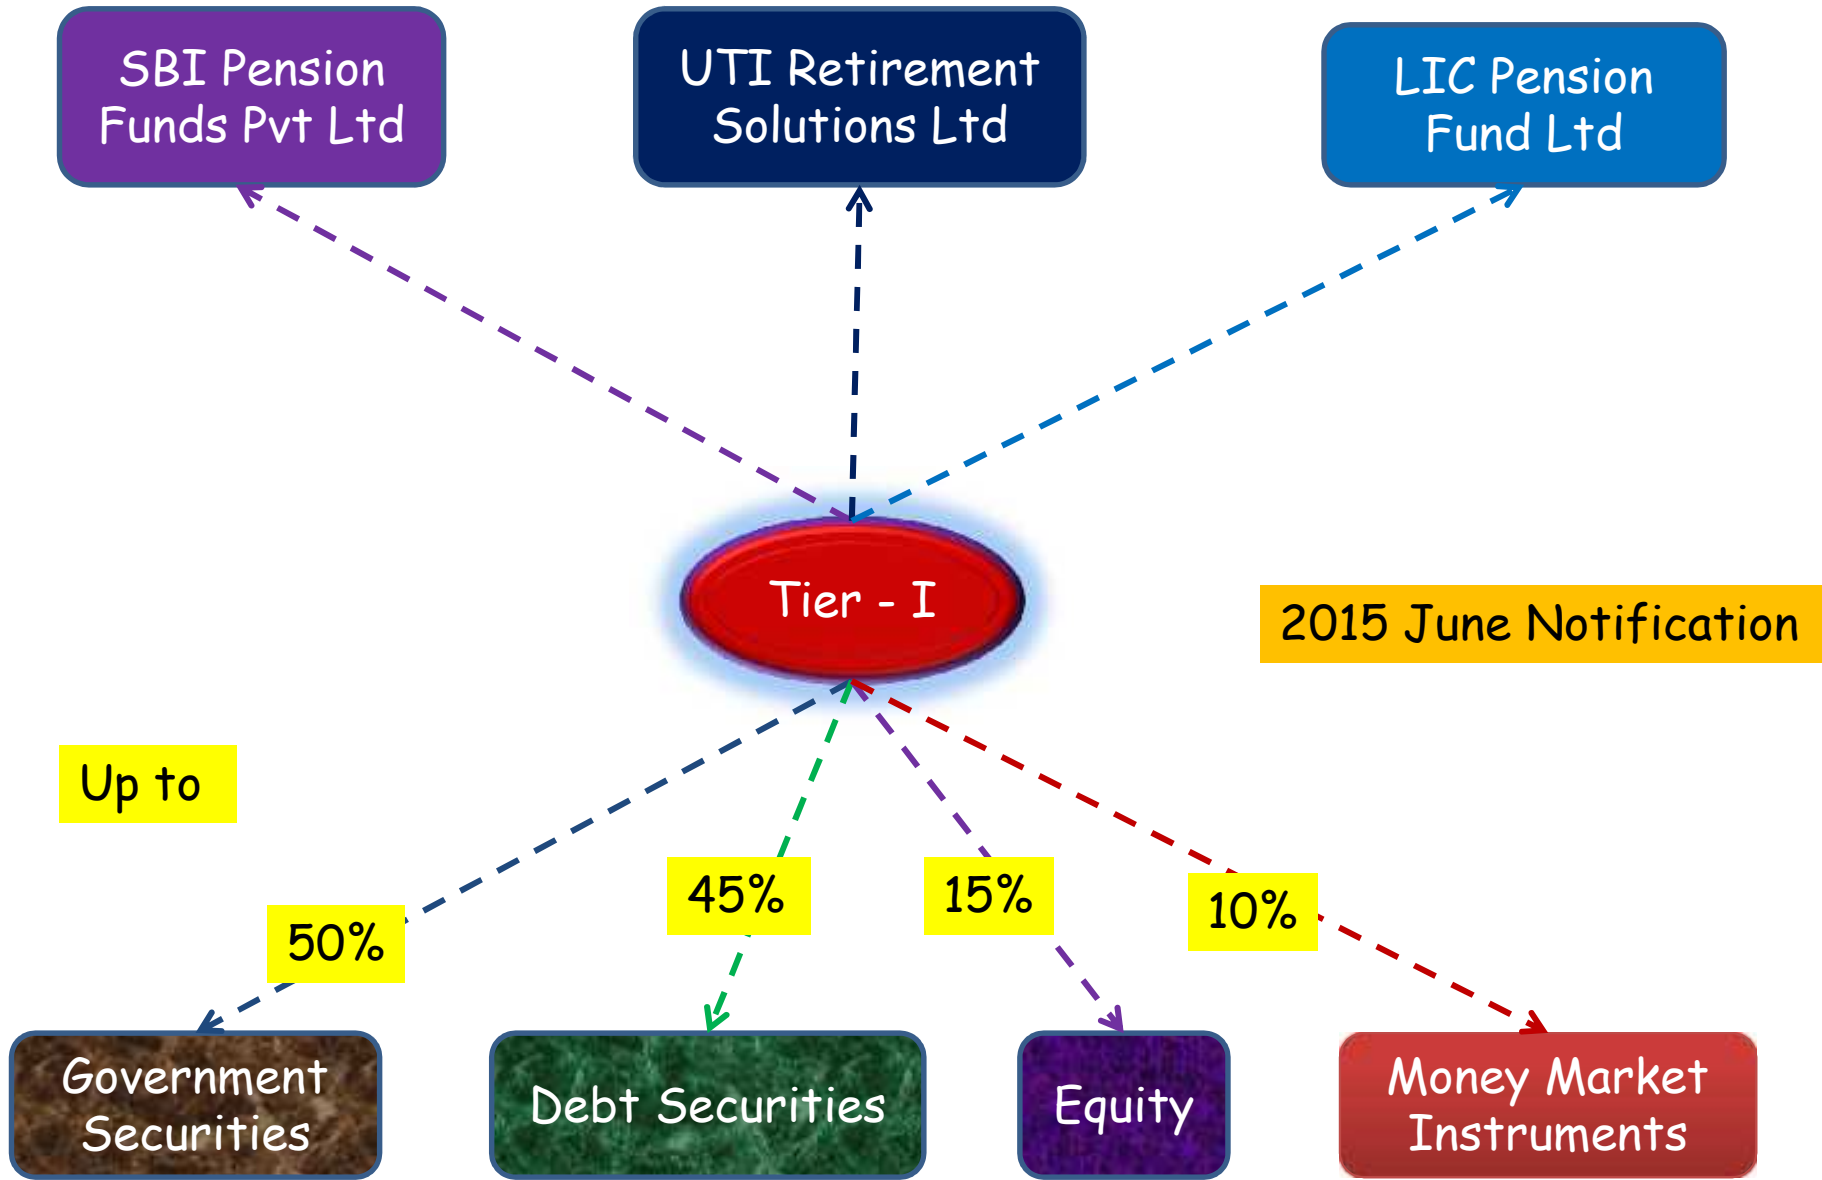 SBI Pension
Funds Pvt Ltd
UTI Retirement
Solutions Ltd
LIC Pension
Fund Ltd
Tier - I
2015 June Notification
Up to
50%
45%
15%
10%
Government
Securities
Debt Securities
Equity
Money Market
Instruments